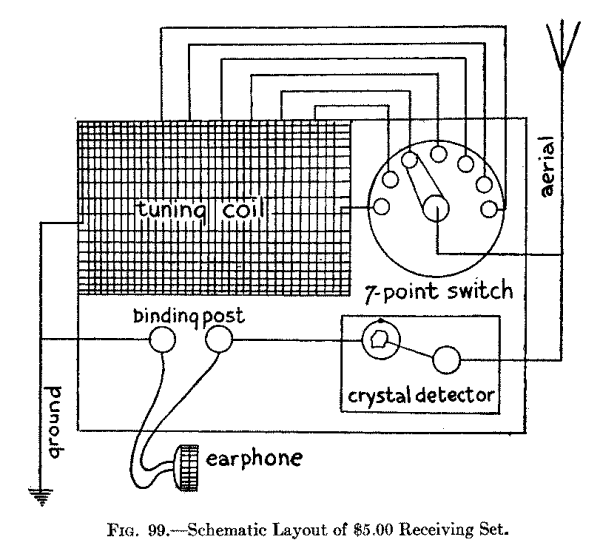 aerial
tuning coil
7-point switch
binding post
crystal detector
ground
earphone
FIG. 99.—Schematic Layout of $5.00 Receiving Set.